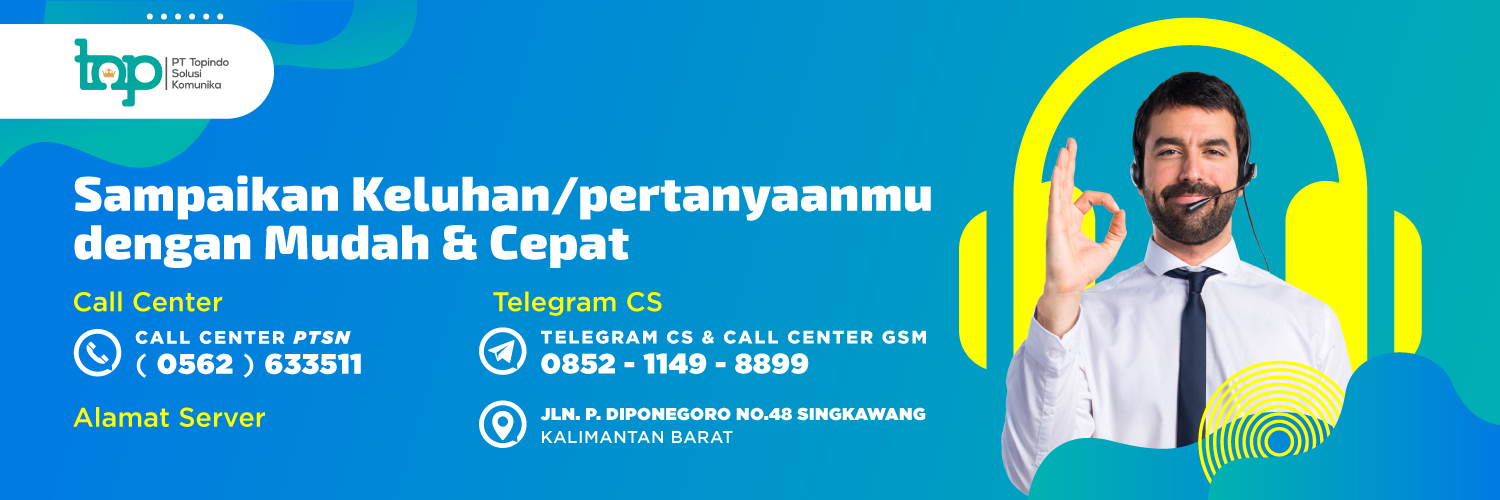 top
PT Topindo
Solusi
Komunika
Sampaikan Keluhan/pertanyaanmu
dengan Mudah & Cepat
Call Center
CALL CENTER PTSN
( 0562 ) 633511
Telegram CS
TELEGRAM CS & CALL CENTER GSM
0852 - 1149 - 8899
Alamat Server
JLN. P. DIPONEGORO NO.48 SINGKAWANG
KALIMANTAN BARAT